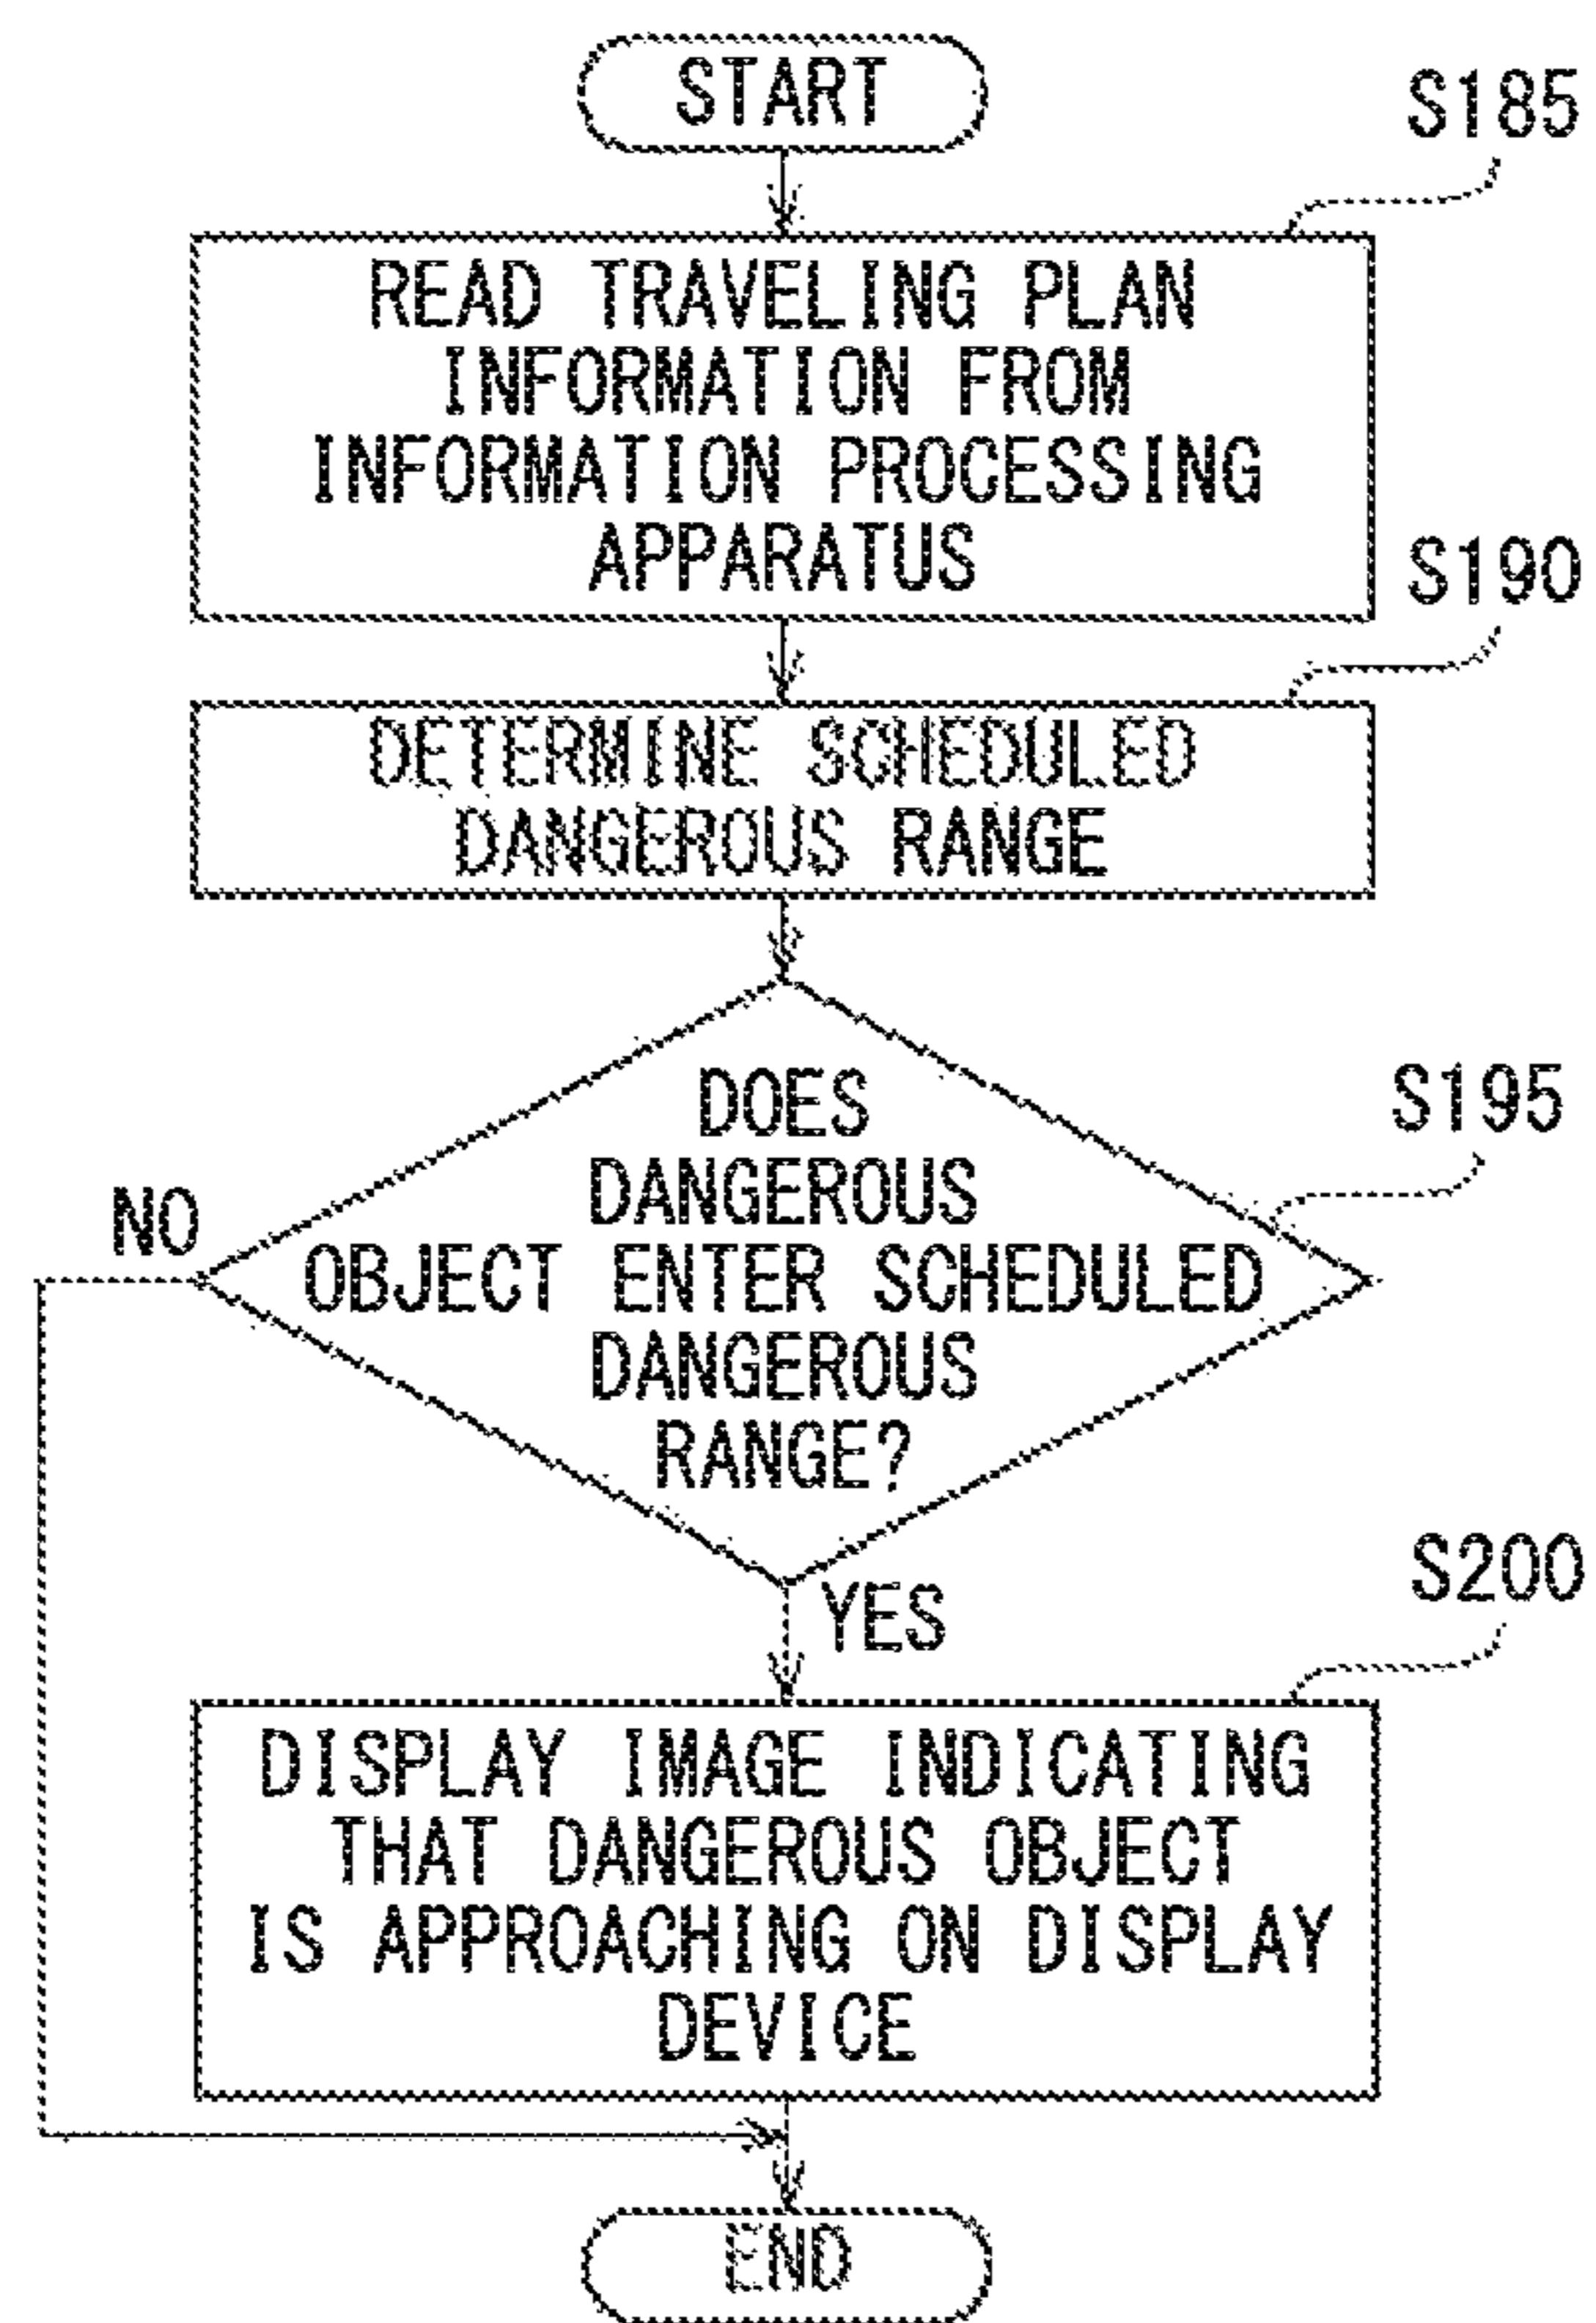 START
S185
READ TRAVELING PLAN
INFORMATION FROM
INFORMATION PROCESSING
APPARATUS
S190
DETERMINE SCHEDULED
DANGEROUS RANGE
S195
DOES
DANGEROUS
OBJECT ENTER SCHEDULED
DANGEROUS
RANGE?
NO
YES
S200
DISPLAY IMAGE INDICATING
THAT DANGEROUS OBJECT
IS APPROACHING ON DISPLAY
DEVICE
END